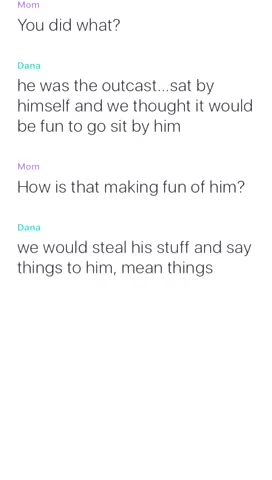 Mom
You did what?
Dana
he was the outcast...sat by
himself and we thought it would
be fun to go sit by him
Mom
How is that making fun of him?
Dana
we would steal his stuff and say
things to him, mean things